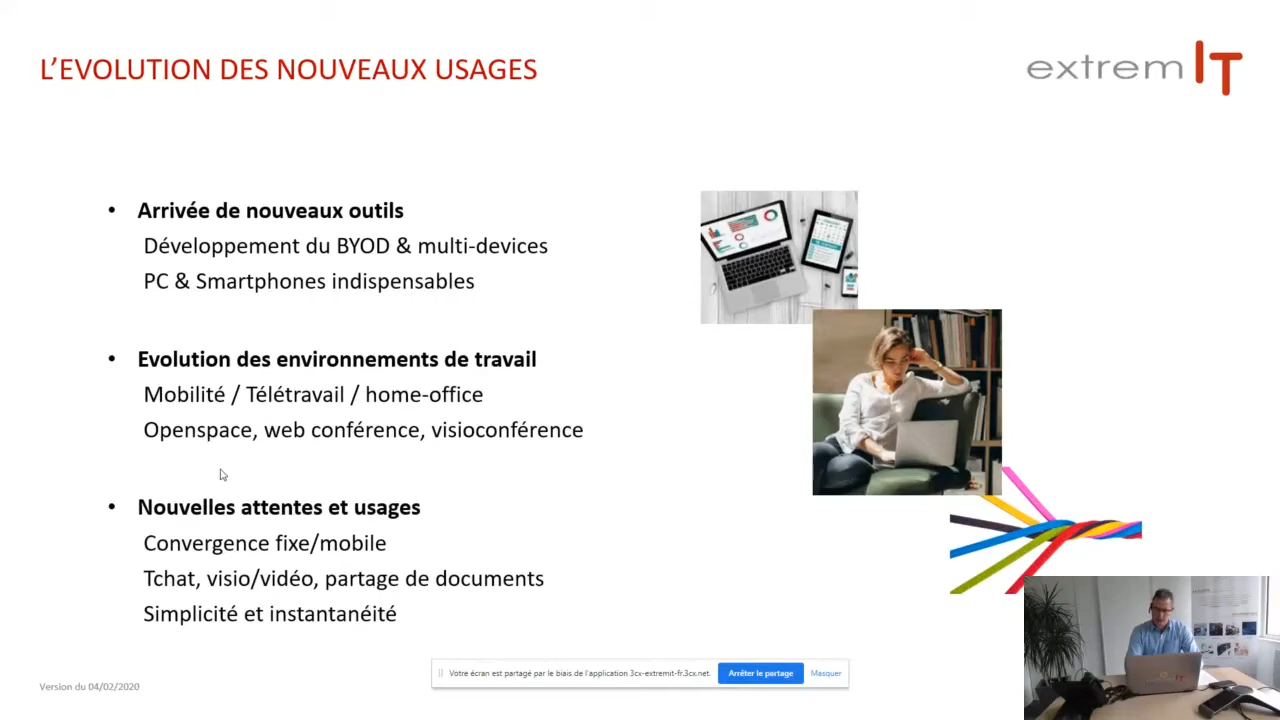 L'EVOLUTION DES NOUVEAUX USAGES
extrem IT
• Arrivée de nouveaux outils
Développement du BYOD & multi-devices
PC & Smartphones indispensables
• Evolution des environnements de travail
Mobilité / Télétravail / home-office
Openspace, web conférence, visioconférence
• Nouvelles attentes et usages
Convergence fixe/mobile
Tchat, visio/vidéo, partage de documents
Simplicité et instantanéité
Votre écran est partagé par le biais de l'application 3cx-extremit-fr.3cx.net.
Arrêter le partage
Masquer
Version du 04/02/2020